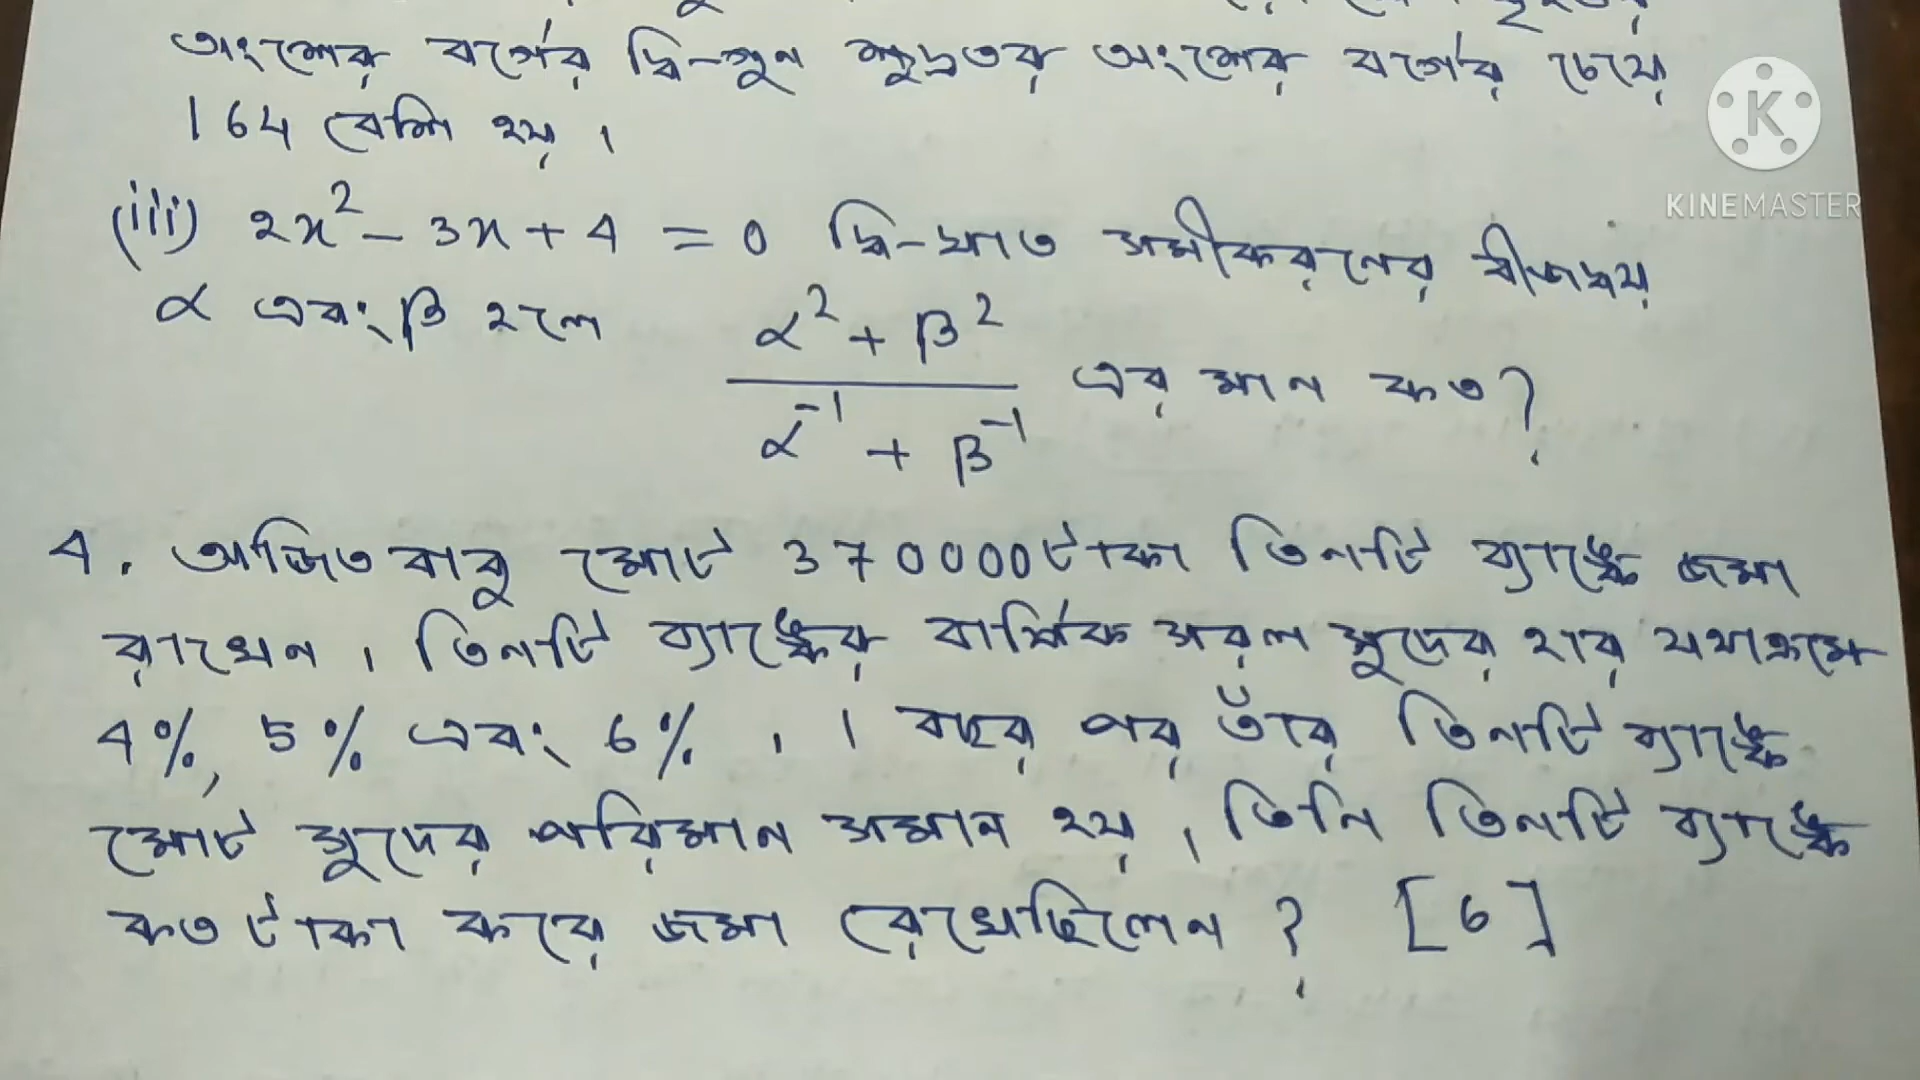 অংশের বর্গের দ্বি-গুন ক্ষুদ্রতর অংশের বর্গের চেয়ে
164 বেশি হয়।
(iii) 2x² - 3x + 4 = 0 দ্বি-ঘাত সমীকরণের বীজদ্বয়
α এবং β হলে
α² + β²
α⁻¹ + β⁻¹
এর মান কত?
4. অজিত বাবু মোট 370000 টাকা তিনটি ব্যাঙ্কে জমা
রাখেন। তিনটি ব্যাঙ্কের বার্ষিক সরল সুদের হার যথাক্রমে
4%, 5% এবং 6%। 1 বছর পর তাঁর তিনটি ব্যাঙ্কে
মোট সুদের পরিমান সমান হয়। তিনি তিনটি ব্যাঙ্কে
কত টাকা করে জমা রেখেছিলেন? [6]
K
KINEMASTER